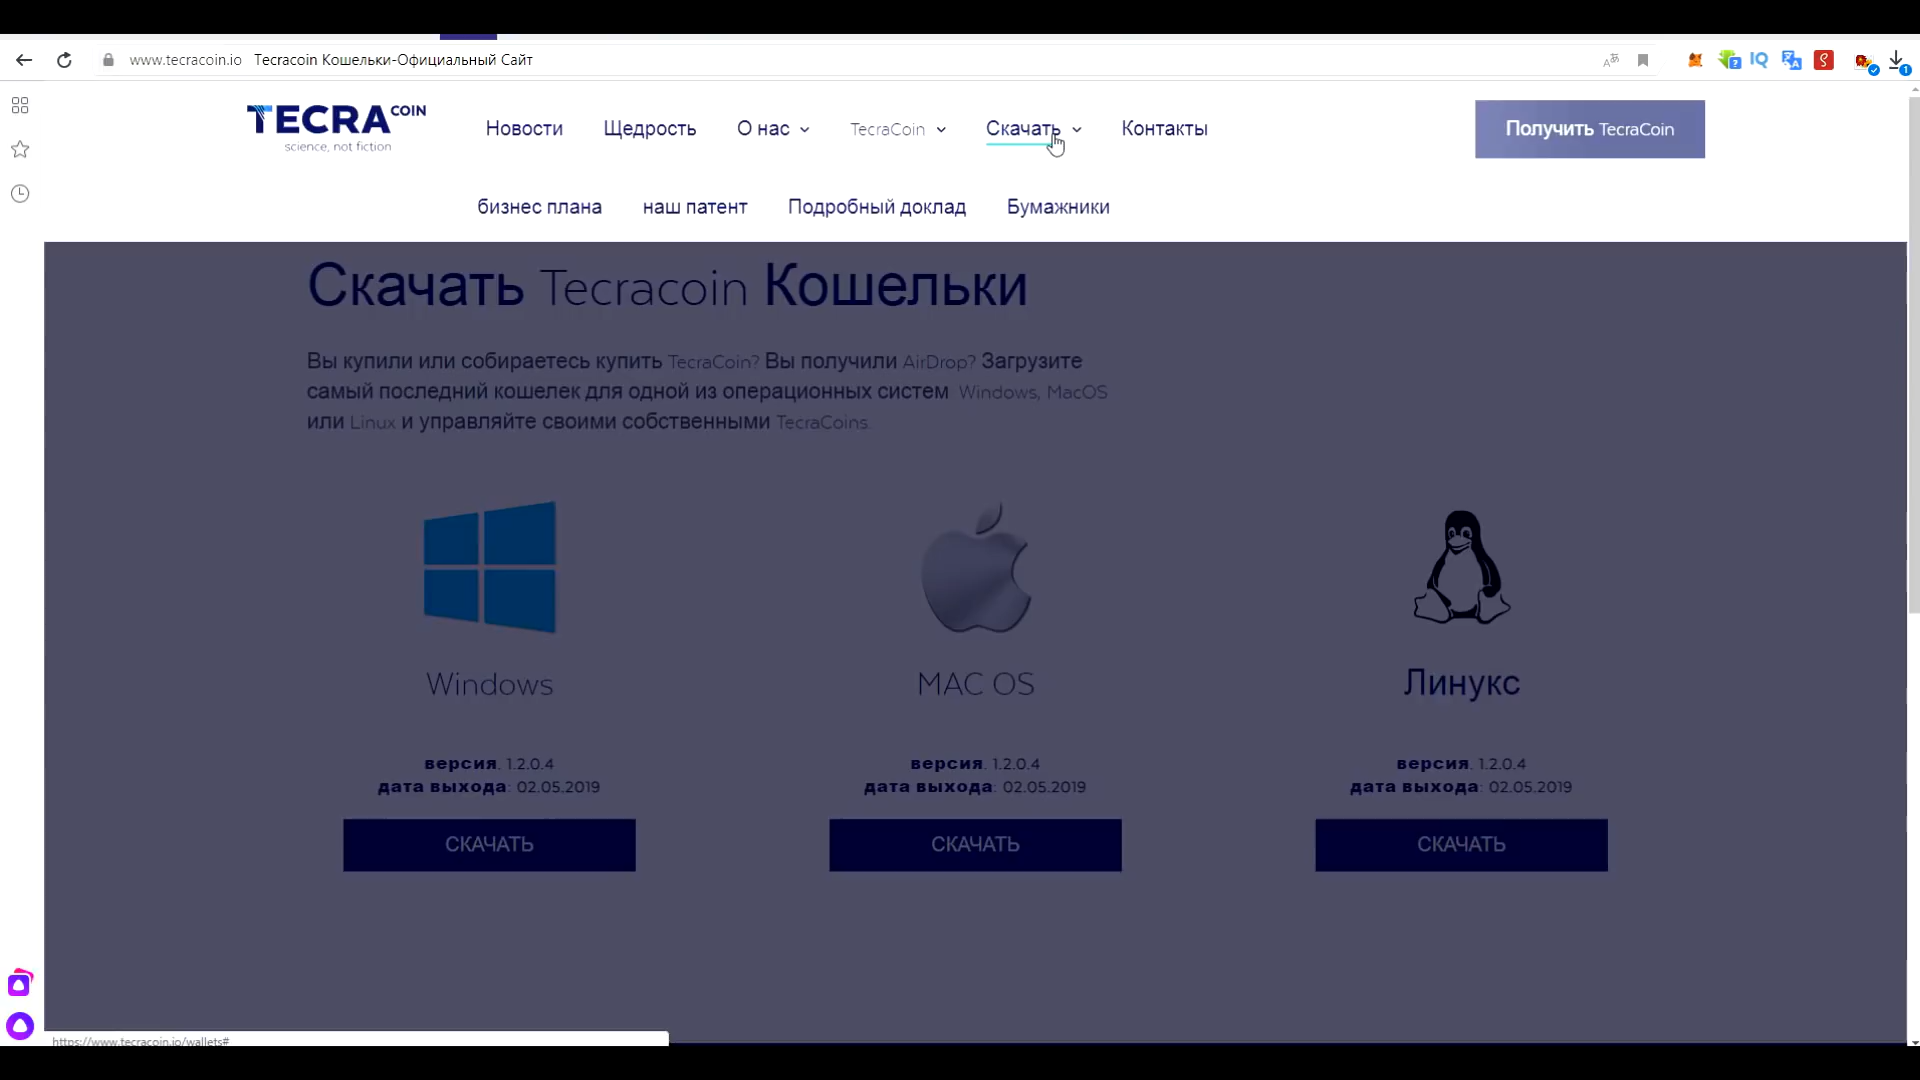 www.tecracoin.io Tecracoin Кошельки-Официальный Сайт
TECRA COIN
science, not fiction
Новости Щедрость О нас TecraCoin Скачать Контакты
Получить TecraCoin
бизнес плана наш патент Подробный доклад Бумажники
Скачать Tecracoin Кошельки
Вы купили или собираетесь купить TecraCoin? Вы получили AirDrop? Загрузите
самый последний кошелек для одной из операционных систем Windows, MacOS
или Linux и управляйте своими собственными TecraCoins.
Windows
версия. 1.2.0.4
дата выхода: 02.05.2019
СКАЧАТЬ
MAC OS
версия. 1.2.0.4
дата выхода: 02.05.2019
СКАЧАТЬ
Линукс
версия. 1.2.0.4
дата выхода: 02.05.2019
СКАЧАТЬ
https://www.tecracoin.io/wallets#